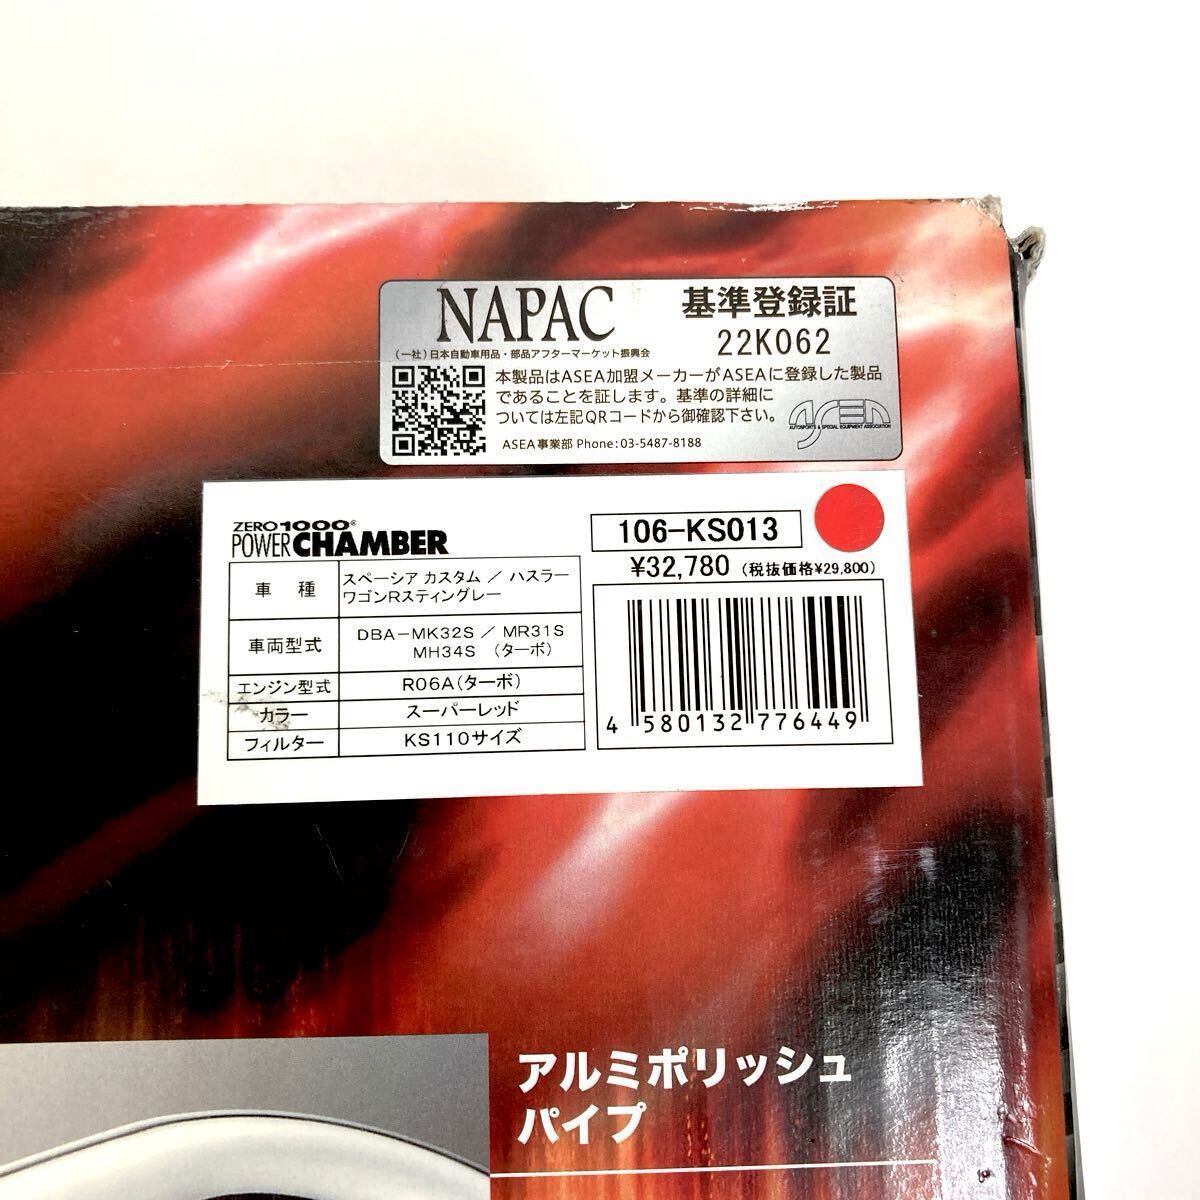 NAPAC
基準登録証
22K062
(一社)日本自動車用品・部品アフターマーケット振興会
本製品はASEA加盟メーカーがASEAに登録した製品
であることを証します。基準の詳細に
ついては左記QRコードから御確認下さい。
ASEA事業部 Phone:03-5487-8188
ASEA
AUTOSPORTS & SPECIAL EQUIPMENT ASSOCIATION
ZERO1000®
POWER CHAMBER
106-KS013
¥32,780 (税抜価格¥29,800)
車 種 スペーシア カスタム / ハスラー
ワゴンRスティングレー
車両型式 DBA-MK32S / MR31S
MH34S (ターボ)
エンジン型式 R06A(ターボ)
カラー スーパーレッド
フィルター KS110サイズ
4 580132 776449
アルミポリッシュ
パイプ